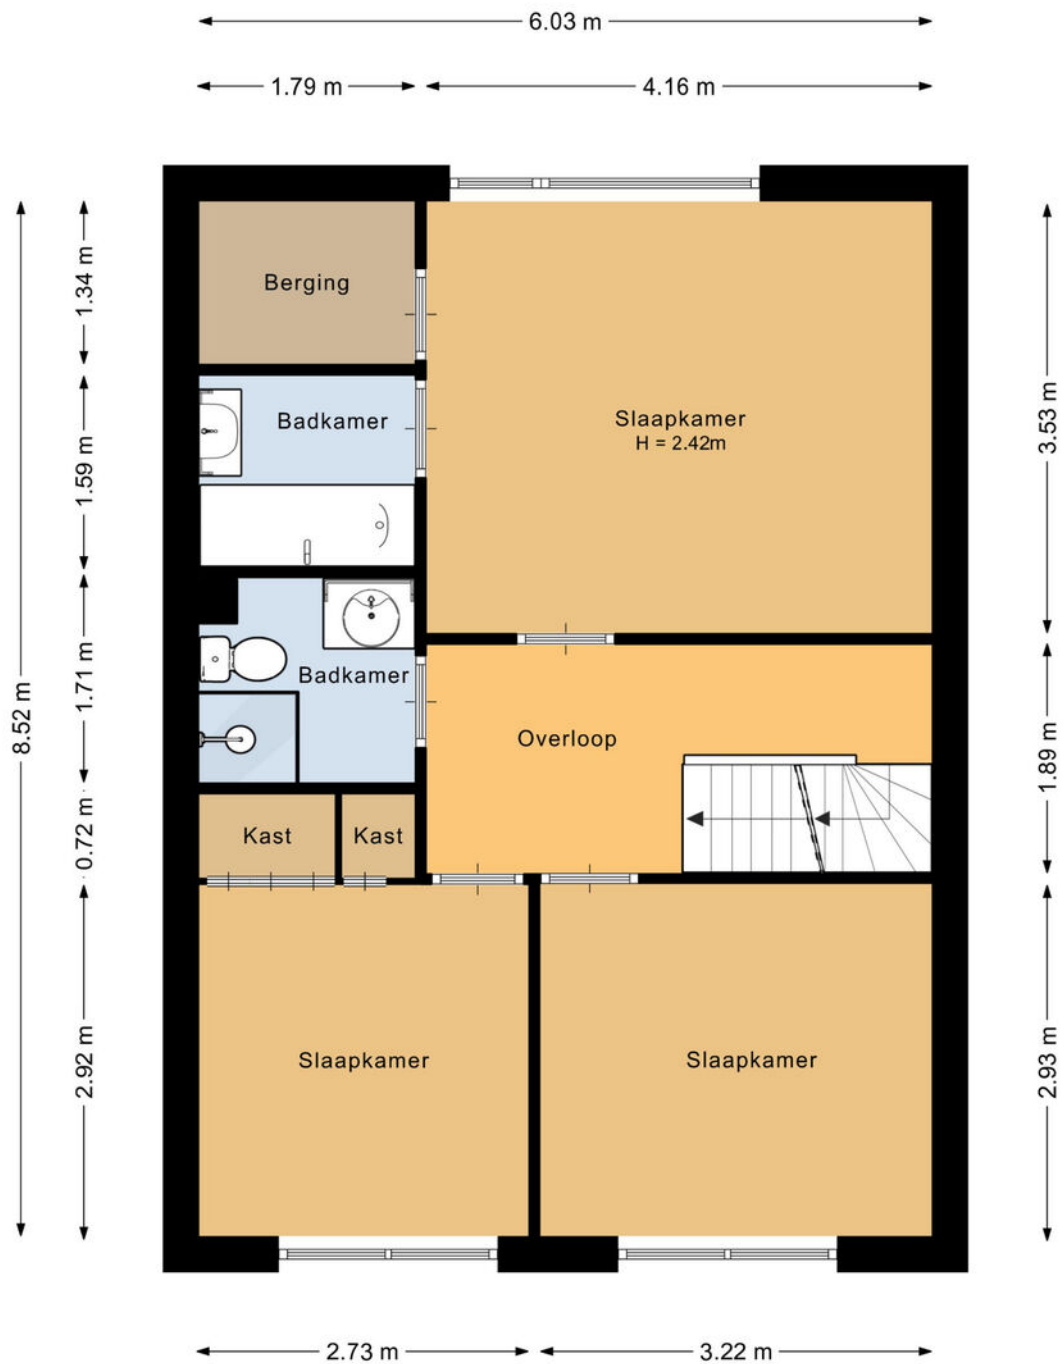 6.03 m
1.79 m
4.16 m
8.52 m
1.34 m
1.59 m
1.71 m
0.72 m
2.92 m
3.53 m
1.89 m
2.93 m
Berging
Badkamer
Slaapkamer
H = 2.42m
Badkamer
Overloop
Kast
Kast
Slaapkamer
Slaapkamer
2.73 m
3.22 m